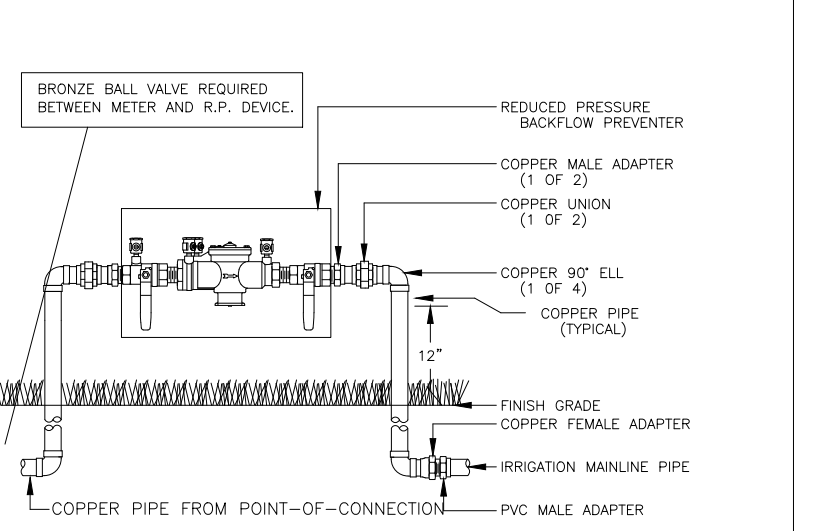 BRONZE BALL VALVE REQUIRED
BETWEEN METER AND R.P. DEVICE.
REDUCED PRESSURE
BACKFLOW PREVENTER
COPPER MALE ADAPTER
(1 OF 2)
COPPER UNION
(1 OF 2)
COPPER 90° ELL
(1 OF 4)
COPPER PIPE
(TYPICAL)
12"
FINISH GRADE
COPPER FEMALE ADAPTER
IRRIGATION MAINLINE PIPE
COPPER PIPE FROM POINT-OF-CONNECTION
PVC MALE ADAPTER